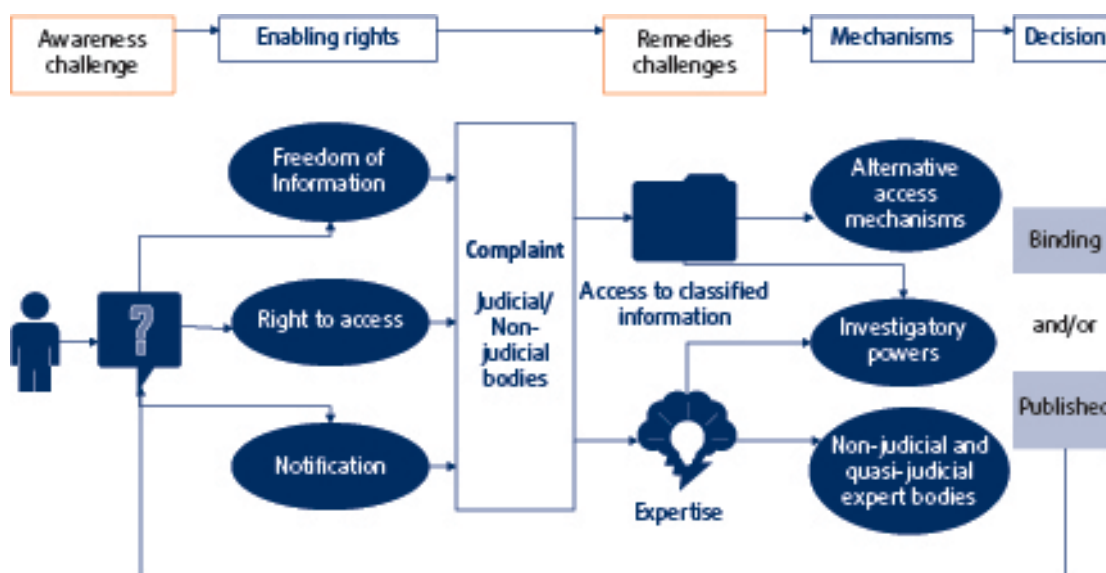 Awareness
challenge
Enabling rights
Remedies
challenges
Mechanisms
Decision
Freedom of
Information
Right to access
Notification
Complaint
Judicial/
Non-
judicial
bodies
Access to classified
information
Expertise
Alternative
access
mechanisms
Investigatory
powers
Non-judicial and
quasi-judicial
expert bodies
Binding
and/or
Published
?